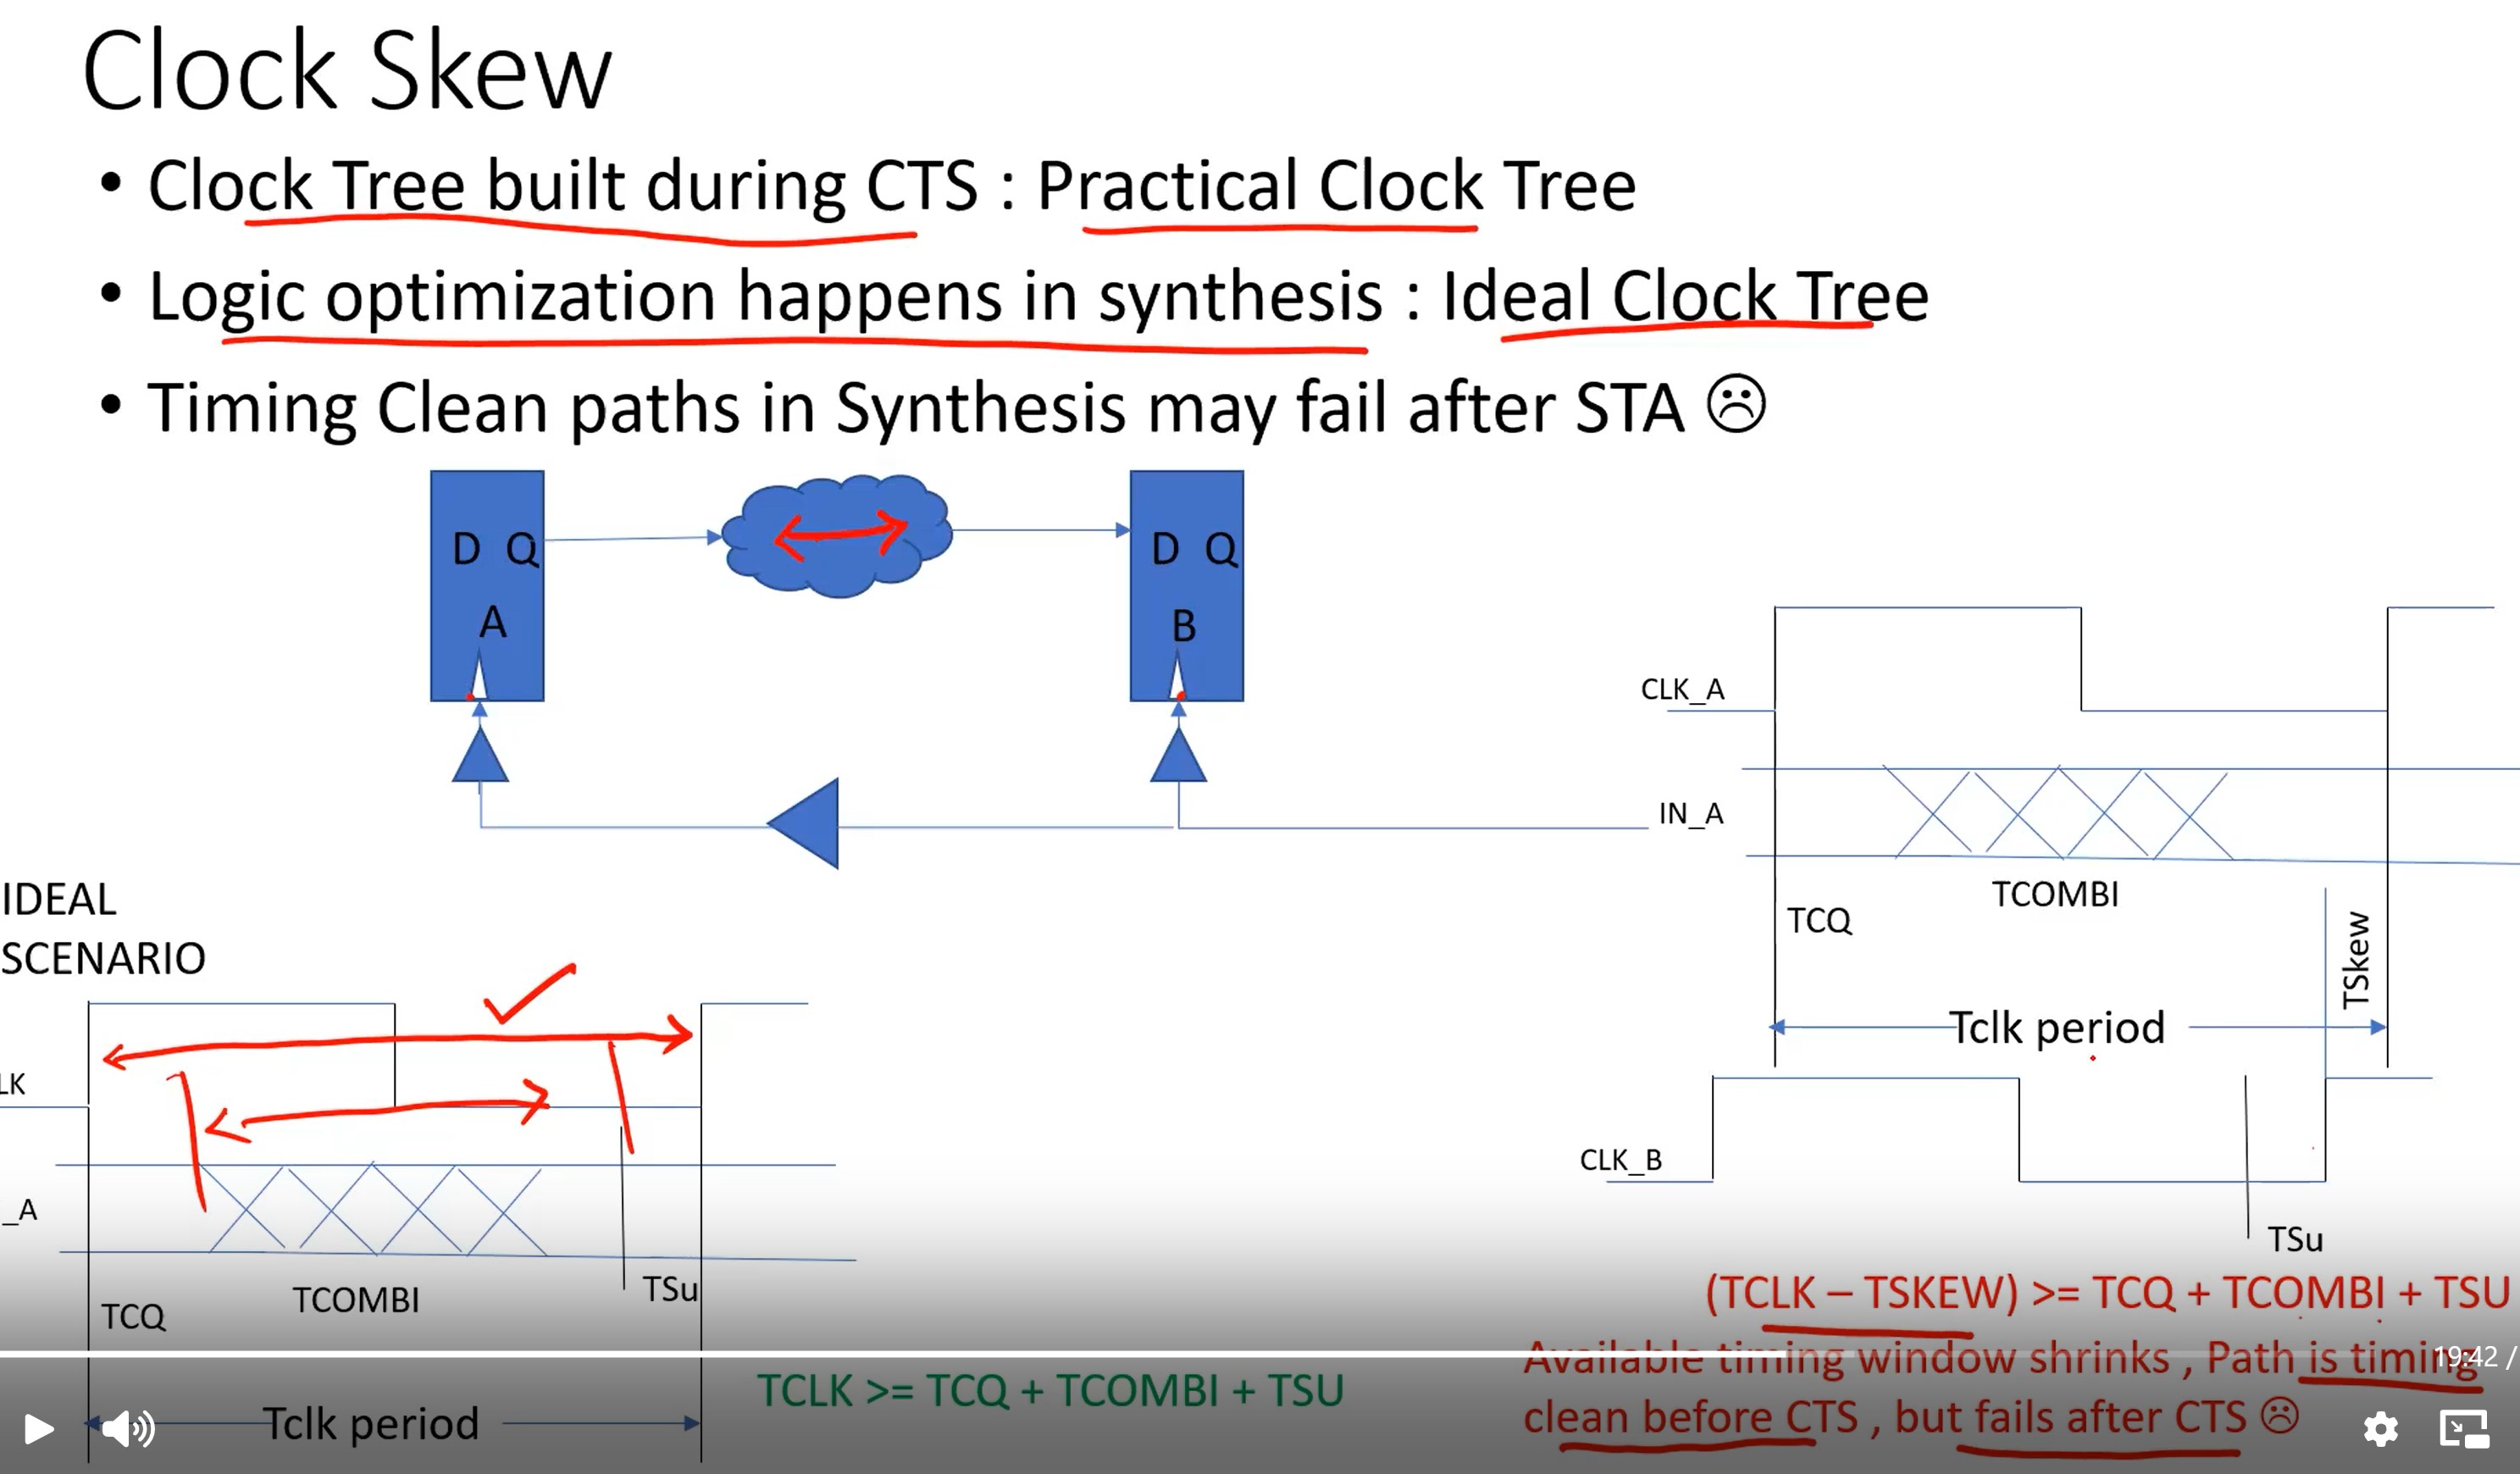 Clock Skew
• Clock Tree built during CTS : Practical Clock Tree
• Logic optimization happens in synthesis : Ideal Clock Tree
• Timing Clean paths in Synthesis may fail after STA ☹
D Q
A
D Q
B
CLK_A
IN_A
TCOMBI
TCQ
TSkew
Tclk period
CLK_B
TSu
(TCLK – TSKEW) >= TCQ + TCOMBI + TSU
Available timing window shrinks , Path is timing
clean before CTS , but fails after CTS ☹
IDEAL
SCENARIO
LK
_A
TCOMBI
TSu
TCQ
TCLK >= TCQ + TCOMBI + TSU
Tclk period
19:42 /